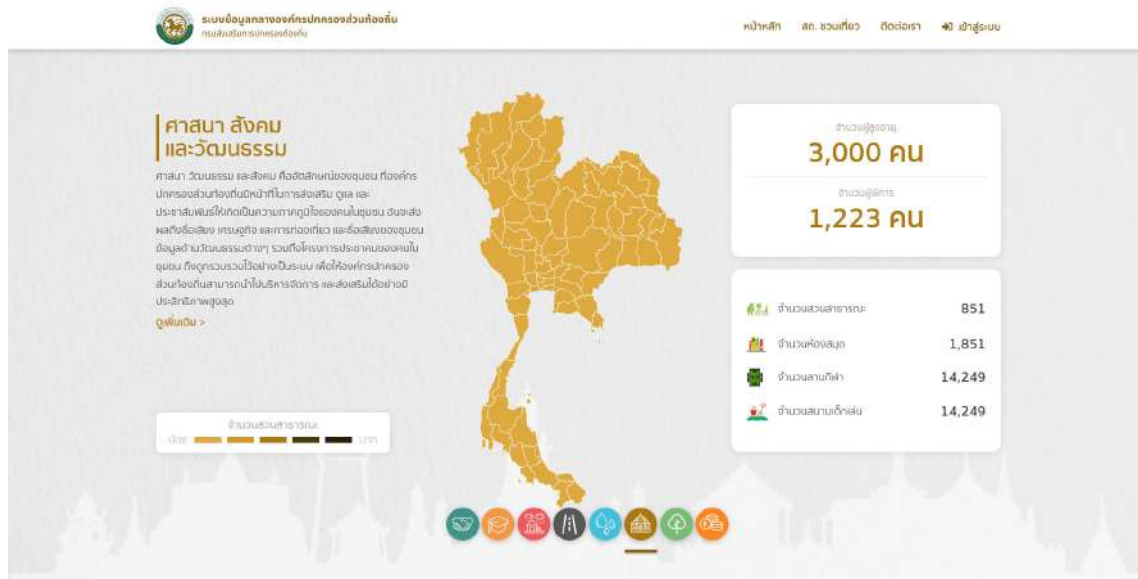 ระบบข้อมูลกลางองค์กรปกครองส่วนท้องถิ่น
กรมส่งเสริมการปกครองท้องถิ่น
หน้าหลัก สถ. ชวนเที่ยว ติดต่อเรา เข้าสู่ระบบ
ศาสนา สังคม
และวัฒนธรรม
ศาสนา วัฒนธรรม และสังคม คืออัตลักษณ์ของชุมชน ที่องค์กร
ปกครองส่วนท้องถิ่นมีหน้าที่ในการส่งเสริม ดูแล และ
ประชาสัมพันธ์ให้เกิดเป็นความภาคภูมิใจของคนในชุมชน อันจะส่ง
ผลถึงชื่อเสียง เศรษฐกิจ และการท่องเที่ยว และชื่อเสียงของชุมชน
ข้อมูลด้านวัฒนธรรมต่างๆ รวมถึงโครงการประชาคมของคนใน
ชุมชน ถึงถูกรวบรวมไว้อย่างเป็นระบบ เพื่อให้องค์กรปกครอง
ส่วนท้องถิ่นสามารถนำไปบริหารจัดการ และส่งเสริมได้อย่างมี
ประสิทธิภาพสูงสุด
ดูเพิ่มเติม >
จำนวนสวนสาธารณะ
น้อย มาก
จำนวนผู้สูงอายุ
3,000 คน
จำนวนผู้พิการ
1,223 คน
จำนวนสวนสาธารณะ 851
จำนวนห้องสมุด 1,851
จำนวนลานกีฬา 14,249
จำนวนสนามเด็กเล่น 14,249